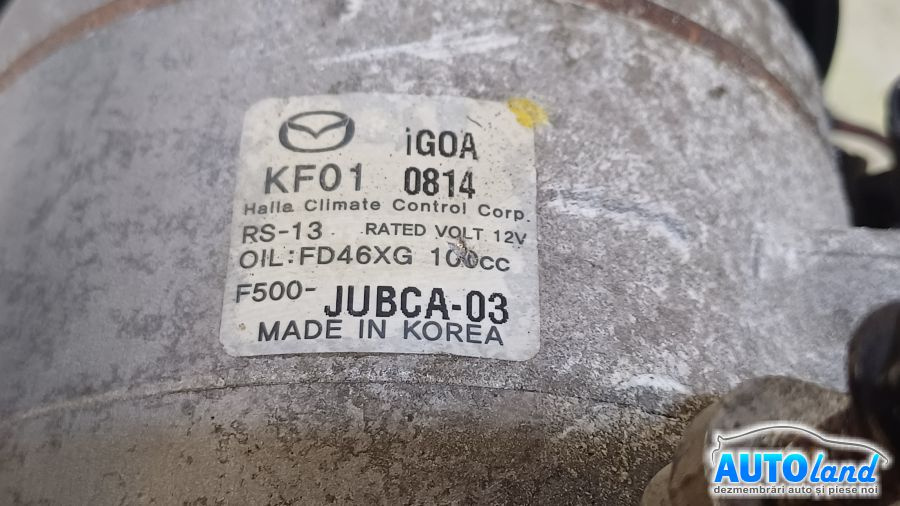 iGOA
KF01 0814
Halla Climate Control Corp.
RS-13 RATED VOLT 12V
OIL: FD46XG 100cc
F500- JUBCA-03
MADE IN KOREA
AUTOland
dezmembrări auto și piese noi